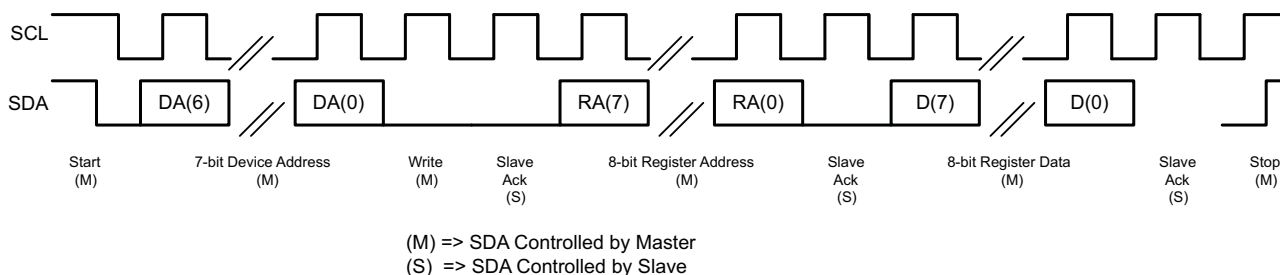 SCL
SDA
DA(6)
DA(0)
RA(7)
RA(0)
D(7)
D(0)
Start
(M)
7-bit Device Address
(M)
Write
(M)
Slave
Ack
(S)
8-bit Register Address
(M)
Slave
Ack
(S)
8-bit Register Data
(M)
Slave
Ack
(S)
Stop
(M)
(M) => SDA Controlled by Master
(S) => SDA Controlled by Slave